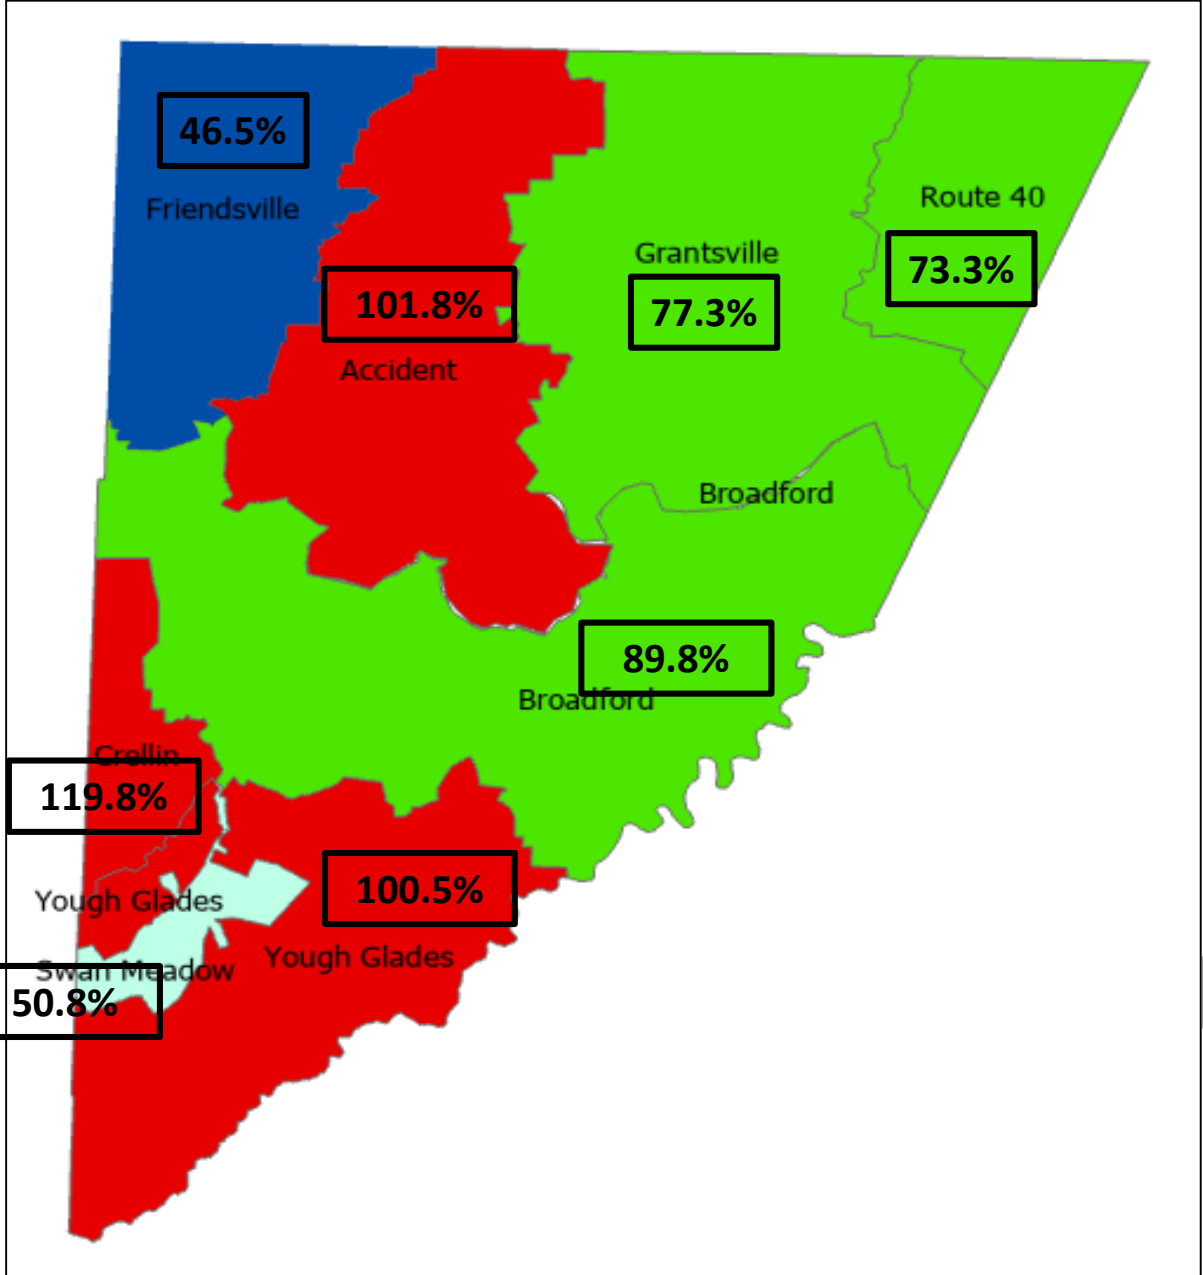 46.5%
Friendsville
Route 40
Grantsville
73.3%
101.8%
77.3%
Accident
Broadford
89.8%
Broadford
Crellin
119.8%
100.5%
Yough Glades
Yough Glades
Swan Meadow
50.8%